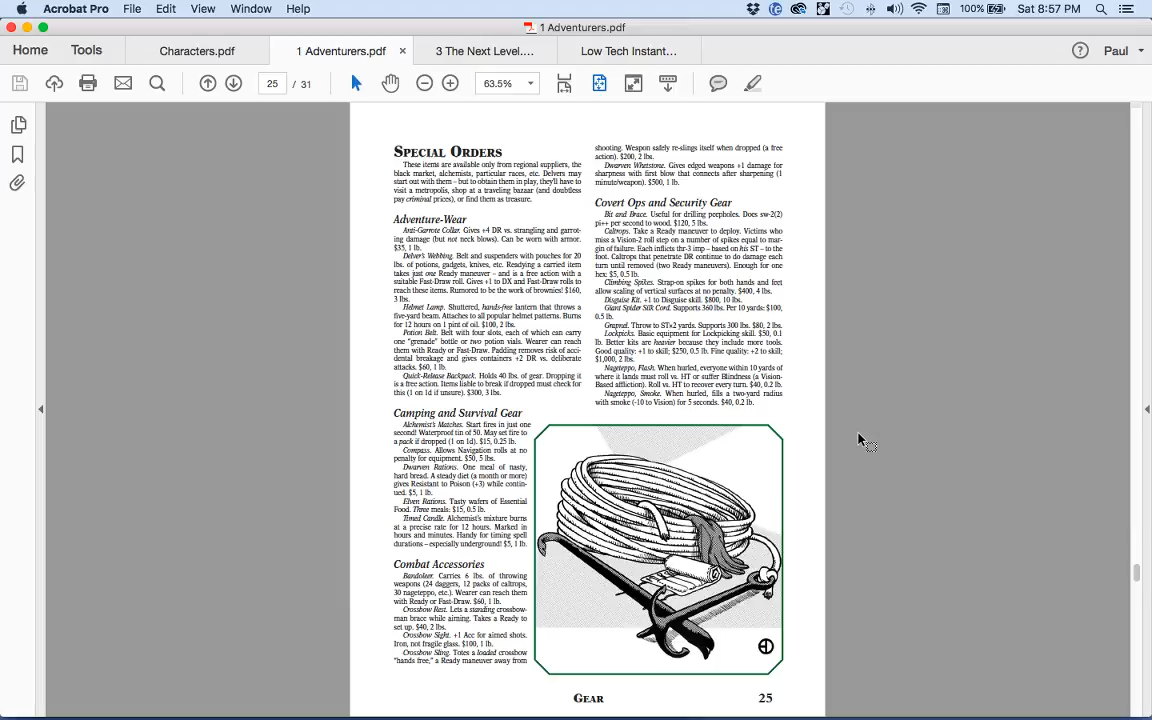 Acrobat Pro File Edit View Window Help 100% Sat 8:57 PM
1 Adventurers.pdf
Home Tools Characters.pdf 1 Adventurers.pdf × 3 The Next Level.... Low Tech Instant... Paul
25 / 31 63.5%
SPECIAL ORDERS
These items are available only from regional suppliers, the
black market, alchemists, particular races, etc. Delvers may
start out with them – but to obtain them in play, they'll have to
visit a metropolis, shop at a traveling bazaar (and doubtless
pay criminal prices), or find them as treasure.
Adventure-Wear
Anti-Garrote Collar. Gives +4 DR vs. strangling and garrot-
ing damage (but not neck blows). Can be worn with armor.
$35, 1 lb.
Delver's Webbing. Belt and suspenders with pouches for 20
lbs. of potions, gadgets, knives, etc. Readying a carried item
takes just one Ready maneuver – and is a free action with a
suitable Fast-Draw roll. Gives +1 to DX and Fast-Draw rolls to
reach these items. Rumored to be the work of brownies! $160,
3 lbs.
Helmet Lamp. Shuttered, hands-free lantern that throws a
five-yard beam. Attaches to all popular helmet patterns. Burns
for 12 hours on 1 pint of oil. $100, 2 lbs.
Potion Belt. Belt with four slots, each of which can carry
one "grenade" bottle or two potion vials. Wearer can reach
them with Ready or Fast-Draw. Padding removes risk of acci-
dental breakage and gives containers +2 DR vs. deliberate
attacks. $60, 1 lb.
Quick-Release Backpack. Holds 40 lbs. of gear. Dropping it
is a free action. Items liable to break if dropped must check for
this (1 on 1d if unsure). $300, 3 lbs.
Camping and Survival Gear
Alchemist's Matches. Start fires in just one
second! Waterproof tin of 50. May set fire to
a pack if dropped (1 on 1d). $15, 0.25 lb.
Compass. Allows Navigation rolls at no
penalty for equipment. $50, 5 lbs.
Dwarven Rations. One meal of nasty,
hard bread. A steady diet (a month or more)
gives Resistant to Poison (+3) while contin-
ued. $5, 1 lb.
Elven Rations. Tasty wafers of Essential
Food. Three meals: $15, 0.5 lb.
Timed Candle. Alchemist's mixture burns
at a precise rate for 12 hours. Marked in
hours and minutes. Handy for timing spell
durations – especially underground! $5, 1 lb.
Combat Accessories
Bandolier. Carries 6 lbs. of throwing
weapons (24 daggers, 12 packs of caltrops,
30 nageteppo, etc.). Wearer can reach them
with Ready or Fast-Draw. $60, 1 lb.
Crossbow Rest. Lets a standing crossbow-
man brace while aiming. Takes a Ready to
set up. $40, 2 lbs.
Crossbow Sight. +1 Acc for aimed shots.
Iron, not fragile glass. $100, 1 lb.
Crossbow Sling. Totes a loaded crossbow
"hands free," a Ready maneuver away from
shooting. Weapon safely re-slings itself when dropped (a free
action). $200, 2 lbs.
Dwarven Whetstone. Gives edged weapons +1 damage for
sharpness with first blow that connects after sharpening (1
minute/weapon). $500, 1 lb.
Covert Ops and Security Gear
Bit and Brace. Useful for drilling peepholes. Does sw-2(2)
pi++ per second to wood. $120, 5 lbs.
Caltrops. Take a Ready maneuver to deploy. Victims who
miss a Vision-2 roll step on a number of spikes equal to mar-
gin of failure. Each inflicts thr-3 imp – based on his ST – to the
foot. Caltrops that penetrate DR continue to do damage each
turn until removed (two Ready maneuvers). Enough for one
hex: $5, 0.5 lb.
Climbing Spikes. Strap-on spikes for both hands and feet
allow scaling of vertical surfaces at no penalty. $400, 4 lbs.
Disguise Kit. +1 to Disguise skill. $800, 10 lbs.
Giant Spider Silk Cord. Supports 360 lbs. Per 10 yards: $100,
0.5 lb.
Grapnel. Throw to ST×2 yards. Supports 300 lbs. $80, 2 lbs.
Lockpicks. Basic equipment for Lockpicking skill. $50, 0.1
lb. Better kits are heavier because they include more tools.
Good quality: +1 to skill; $250, 0.5 lb. Fine quality: +2 to skill;
$1,000, 2 lbs.
Nageteppo, Flash. When hurled, everyone within 10 yards of
where it lands must roll vs. HT or suffer Blindness (a Vision-
Based affliction). Roll vs. HT to recover every turn. $40, 0.2 lb.
Nageteppo, Smoke. When hurled, fills a two-yard radius
with smoke (-10 to Vision) for 5 seconds. $40, 0.2 lb.
GEAR 25